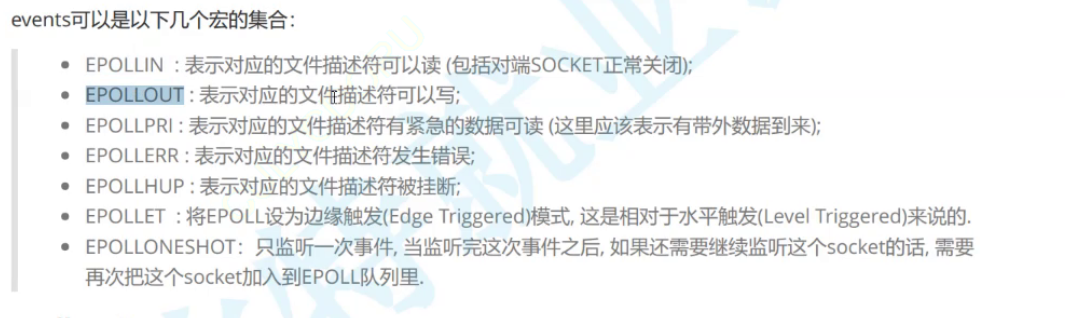 events可以是以下几个宏的集合：
EPOLLIN : 表示对应的文件描述符可以读 (包括对端SOCKET正常关闭);
EPOLLOUT : 表示对应的文件描述符可以写;
EPOLLPRI : 表示对应的文件描述符有紧急的数据可读 (这里应该表示有带外数据到来);
EPOLLERR : 表示对应的文件描述符发生错误;
EPOLLHUP : 表示对应的文件描述符被挂断;
EPOLLET : 将EPOLL设为边缘触发(Edge Triggered)模式, 这是相对于水平触发(Level Triggered)来说的.
EPOLLONESHOT：只监听一次事件, 当监听完这次事件之后, 如果还需要继续监听这个socket的话, 需要
再次把这个socket加入到EPOLL队列里.